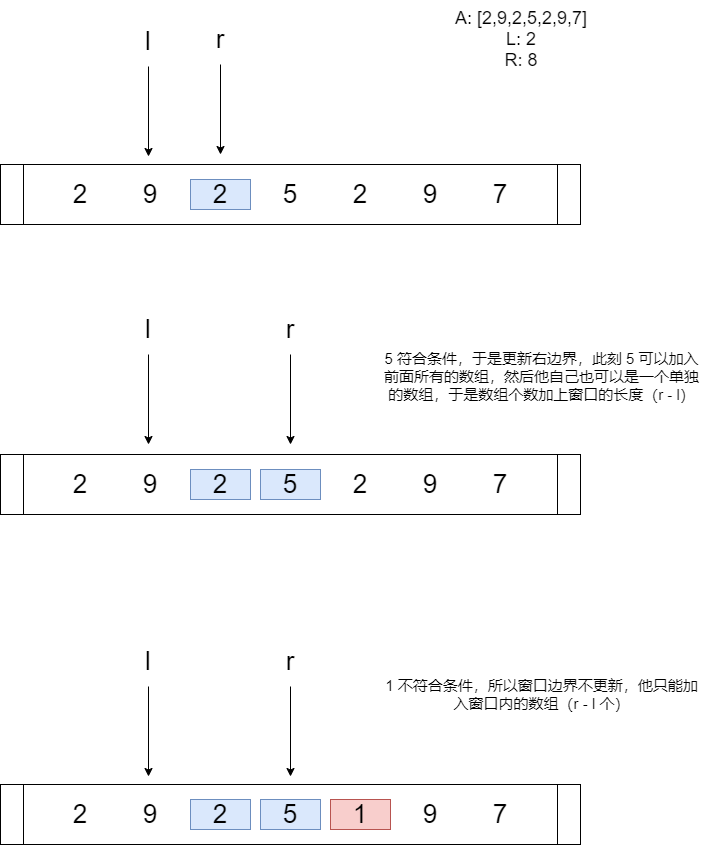 A: [2,9,2,5,2,9,7]
L: 2
R: 8
l r
2 9 2 5 2 9 7
l r
5 符合条件，于是更新右边界，此刻 5 可以加入
前面所有的数组，然后他自己也可以是一个单独
的数组，于是数组个数加上窗口的长度（r - l）
2 9 2 5 2 9 7
l r
1 不符合条件，所以窗口边界不更新，他只能加
入窗口内的数组（r - l 个）
2 9 2 5 1 9 7